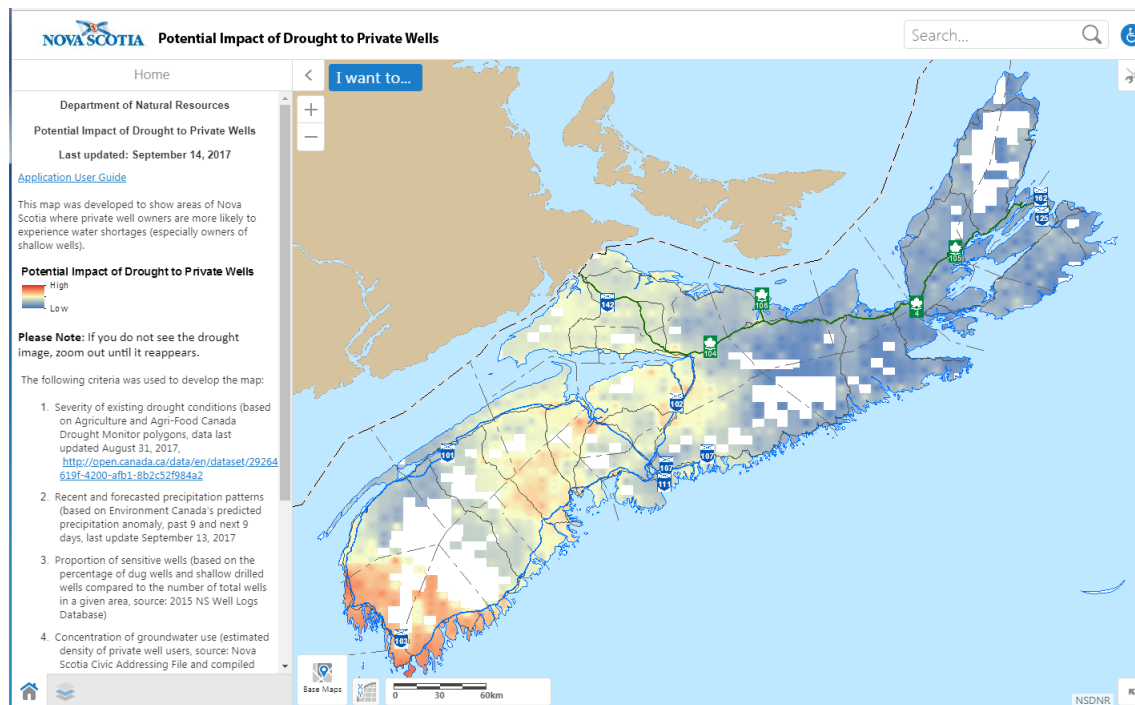 NOVA SCOTIA Potential Impact of Drought to Private Wells
Search...
Home
I want to...
Department of Natural Resources
Potential Impact of Drought to Private Wells
Last updated: September 14, 2017
Application User Guide
This map was developed to show areas of Nova
Scotia where private well owners are more likely to
experience water shortages (especially owners of
shallow wells).
Potential Impact of Drought to Private Wells
High
Low
Please Note: If you do not see the drought
image, zoom out until it reappears.
The following criteria was used to develop the map:
1. Severity of existing drought conditions (based
on Agriculture and Agri-Food Canada
Drought Monitor polygons, data last
updated August 31, 2017,
http://open.canada.ca/data/en/dataset/29264
619f-4200-afb1-8b2c52f984a2
2. Recent and forecasted precipitation patterns
(based on Environment Canada's predicted
precipitation anomaly, past 9 and next 9
days, last update September 13, 2017
3. Proportion of sensitive wells (based on the
percentage of dug wells and shallow drilled
wells compared to the number of total wells
in a given area, source: 2015 NS Well Logs
Database)
4. Concentration of groundwater use (estimated
density of private well users, source: Nova
Scotia Civic Addressing File and compiled
162
125
105
4
106
142
104
102
101
107
107
111
103
Base Maps
0 30 60km
NSDNR